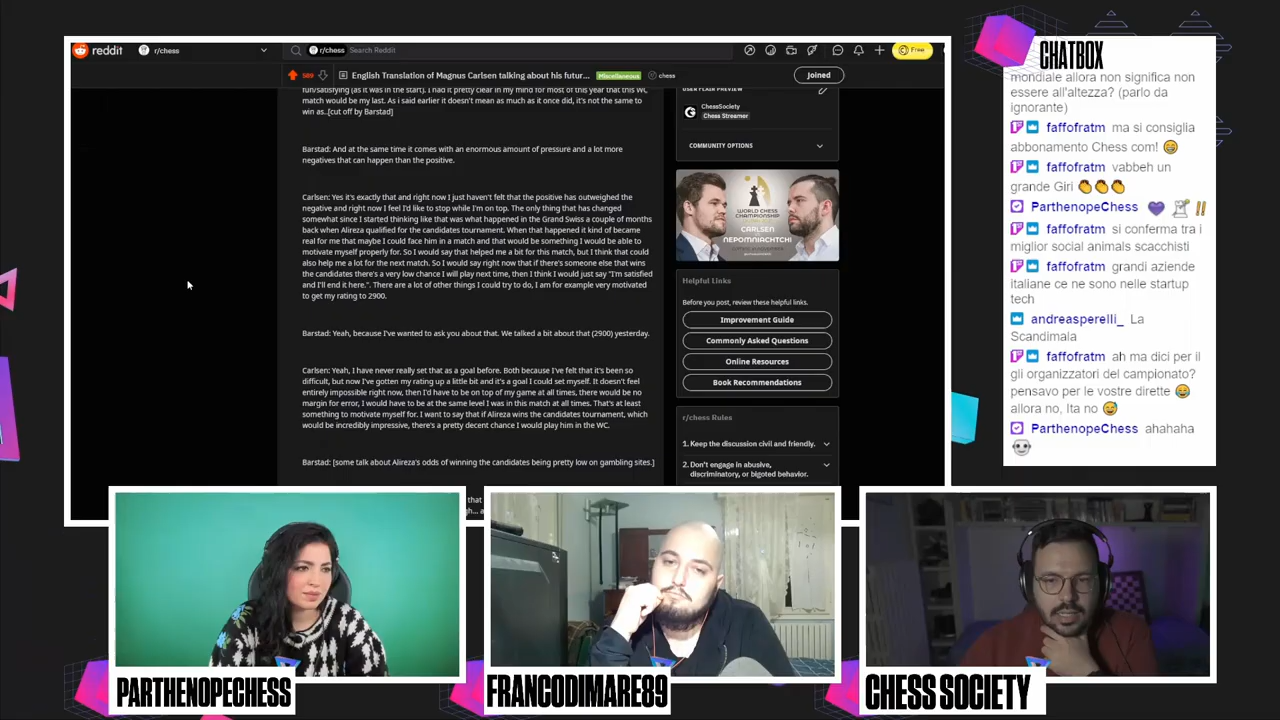 reddit
r/chess
r/chess Search Reddit
Free
589
English Translation of Magnus Carlsen talking about his futur...
Miscellaneous
chess
Joined
fun/satisfying (as it was in the start). I had it pretty clear in my mind for most of this year that this WC,
match would be my last. As i said earlier it doesn't mean as much as it once did, it's not the same to
win as..[cut off by Barstad]
Barstad: And at the same time it comes with an enormous amount of pressure and a lot more
negatives that can happen than the positive.
Carlsen: Yes it's exactly that and right now I just haven't felt that the positive has outweighed the
negative and right now I feel I'd like to stop while I'm on top. The only thing that has changed
somewhat since I started thinking like that was what happened in the Grand Swiss a couple of months
back when Alireza qualified for the candidates tournament. When that happened it kind of became
real for me that maybe I could face him in a match and that would be something I would be able to
motivate myself properly for. So I would say that helped me a bit for this match, but I think that could
also help me a lot for the next match. So I would say right now that if there's someone else that wins
the candidates there's a very low chance I will play next time, then I think I would just say "I'm satisfied
and I'll end it here.". There are a lot of other things I could try to do, I am for example very motivated
to get my rating to 2900.
Barstad: Yeah, because I've wanted to ask you about that. We talked a bit about that (2900) yesterday.
Carlsen: Yeah, I have never really set that as a goal before. Both because I've felt that it's been so
difficult, but now I've gotten my rating up a little bit and it's a goal I could set myself. It doesn't feel
entirely impossible right now, then I'd have to be on top of my game at all times, there would be no
margin for error, I would have to be at the same level I was in this match at all times. That's at least
something to motivate myself for. I want to say that if Alireza wins the candidates tournament, which
would be incredibly impressive, there's a pretty decent chance I would play him in the WC.
Barstad: [some talk about Alireza's odds of winning the candidates being pretty low on gambling sites.]
that
USER FLAIR PREVIEW
ChessSociety
Chess Streamer
COMMUNITY OPTIONS
WORLD CHESS
CHAMPIONSHIP
CARLSEN
NEPOMNIACHTCHI
Helpful Links
Before you post, review these helpful links.
Improvement Guide
Commonly Asked Questions
Online Resources
Book Recommendations
r/chess Rules
1. Keep the discussion civil and friendly.
2. Don't engage in abusive,
discriminatory, or bigoted behavior.
CHATBOX
mondiale allora non significa non
essere all'altezza? (parlo da
ignorante)
faffofratm ma si consiglia
abbonamento Chess com! 😁
faffofratm vabbeh un
grande Giri 👏👏👏
ParthenopeChess 💜
faffofratm si conferma tra i
miglior social animals scacchisti
faffofratm grandi aziende
italiane ce ne sono nelle startup
tech
andreasperelli_ La
Scandimala
faffofratm ah ma dici per il
gli organizzatori del campionato?
pensavo per le vostre dirette 😅
allora no, Ita no 😅
ParthenopeChess ahahaha
PARTHENOPECHESS
FRANCODIMARE89
CHESS SOCIETY